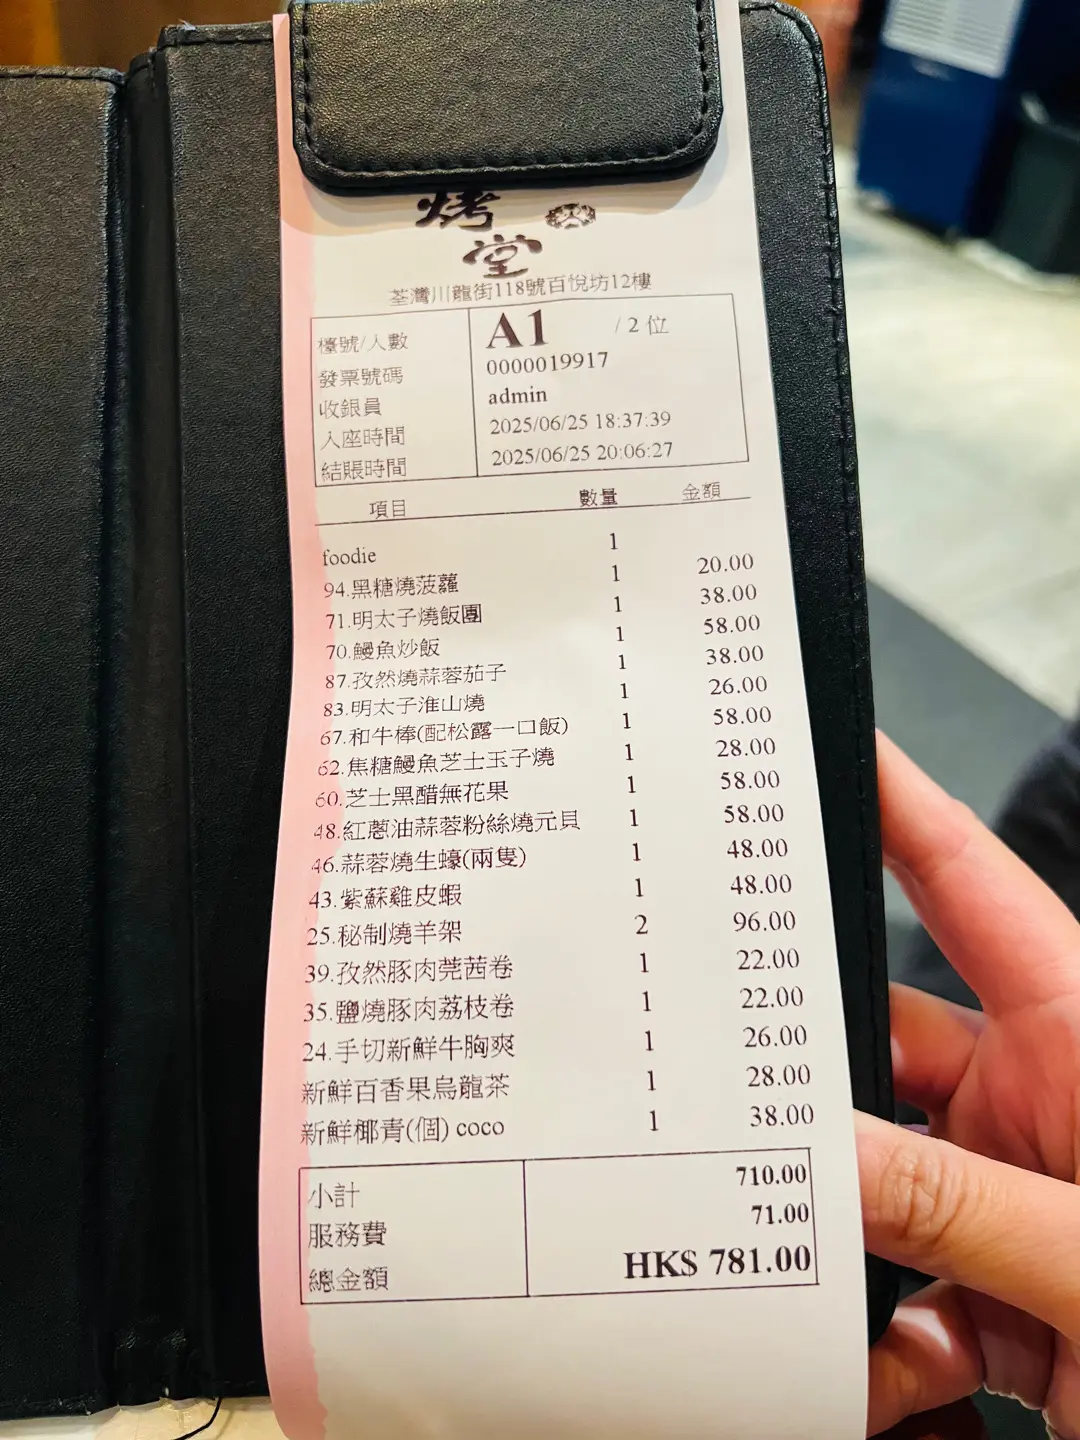 烤
堂
荃灣川龍街118號百悅坊12樓
檯號/人數 A1 / 2 位
發票號碼 0000019917
收銀員 admin
入座時間 2025/06/25 18:37:39
結賬時間 2025/06/25 20:06:27
項目 數量 金額
foodie 1
94.黑糖燒菠蘿 1 20.00
71.明太子燒飯團 1 38.00
70.鰻魚炒飯 1 58.00
87.孜然燒蒜蓉茄子 1 38.00
83.明太子淮山燒 1 26.00
67.和牛棒(配松露一口飯) 1 58.00
62.焦糖鰻魚芝士玉子燒 1 28.00
60.芝士黑醋無花果 1 58.00
48.紅蔥油蒜蓉粉絲燒元貝 1 58.00
46.蒜蓉燒生蠔(兩隻) 1 48.00
43.紫蘇雞皮蝦 1 48.00
25.秘制燒羊架 2 96.00
39.孜然豚肉莞茜卷 1 22.00
35.鹽燒豚肉荔枝卷 1 22.00
24.手切新鮮牛胸爽 1 26.00
新鮮百香果烏龍茶 1 28.00
新鮮椰青(個) coco 1 38.00
小計 710.00
服務費 71.00
總金額 HK$ 781.00